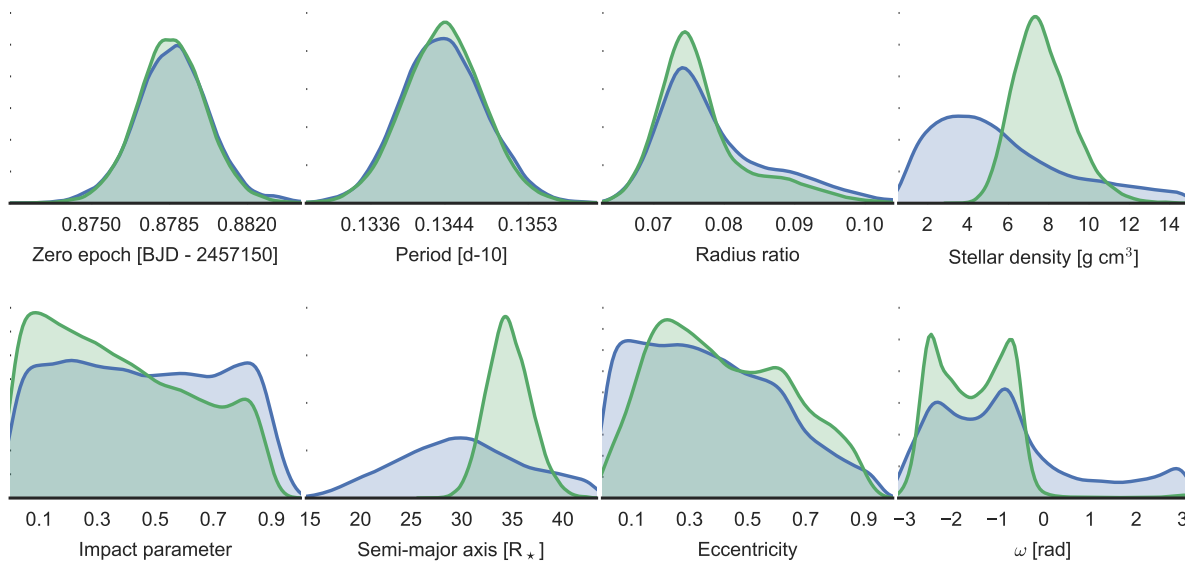 0.8750 0.8785 0.8820
Zero epoch [BJD - 2457150]
0.1336 0.1344 0.1353
Period [d-10]
0.07 0.08 0.09 0.10
Radius ratio
2 4 6 8 10 12 14
Stellar density [g cm³]
0.1 0.3 0.5 0.7 0.9
Impact parameter
15 20 25 30 35 40
Semi-major axis [R⋆]
0.1 0.3 0.5 0.7 0.9
Eccentricity
−3 −2 −1 0 1 2 3
ω [rad]